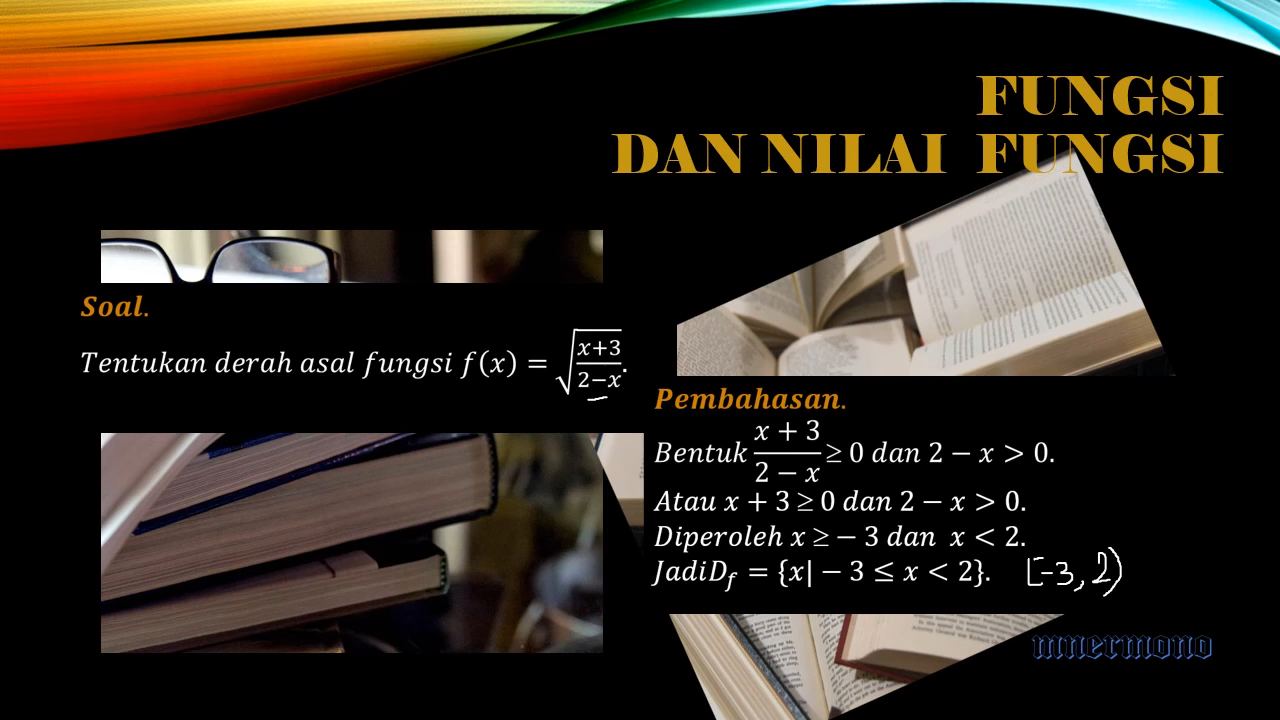 FUNGSI
DAN NILAI FUNGSI
Soal.
Tentukan derah asal fungsi f(x) = √((x+3)/(2−x)).
Pembahasan.
Bentuk (x + 3)/(2 − x) ≥ 0 dan 2 − x > 0.
Atau x + 3 ≥ 0 dan 2 − x > 0.
Diperoleh x ≥ − 3 dan x < 2.
JadiD_f = {x| − 3 ≤ x < 2}. [-3, 2)
mnermono